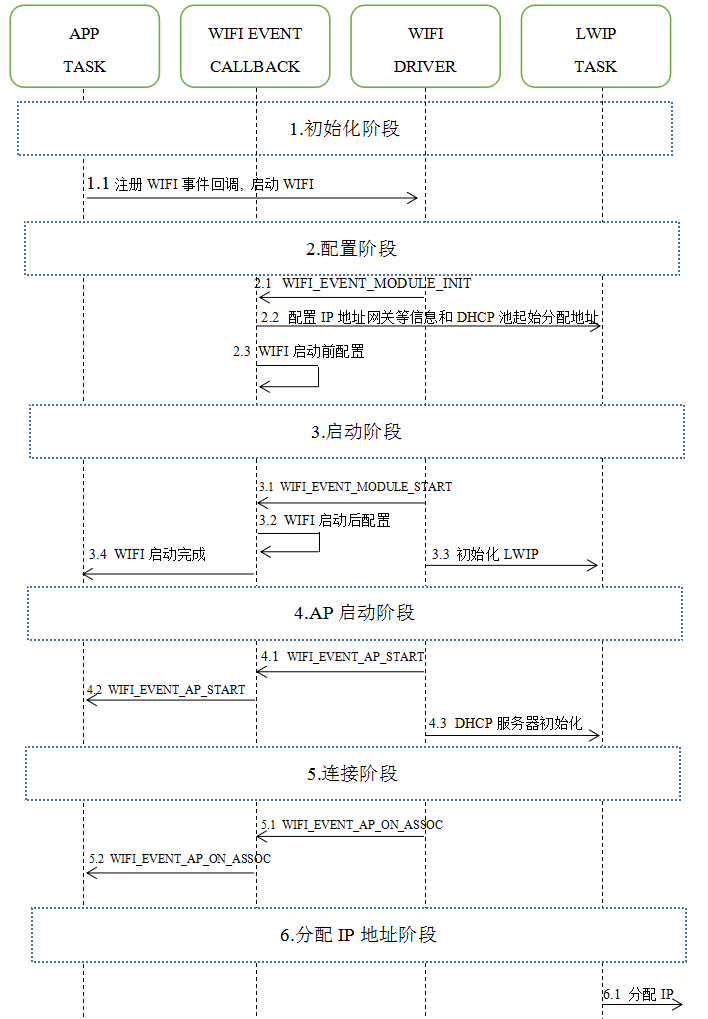 APP
TASK
WIFI EVENT
CALLBACK
WIFI
DRIVER
LWIP
TASK
1.初始化阶段
1.1 注册 WIFI 事件回调，启动 WIFI
2.配置阶段
2.1 WIFI_EVENT_MODULE_INIT
2.2 配置 IP 地址网关等信息和 DHCP 池起始分配地址
2.3 WIFI 启动前配置
3.启动阶段
3.1 WIFI_EVENT_MODULE_START
3.2 WIFI 启动后配置
3.4 WIFI 启动完成
3.3 初始化 LWIP
4.AP 启动阶段
4.1 WIFI_EVENT_AP_START
4.2 WIFI_EVENT_AP_START
4.3 DHCP 服务器初始化
5.连接阶段
5.1 WIFI_EVENT_AP_ON_ASSOC
5.2 WIFI_EVENT_AP_ON_ASSOC
6.分配 IP 地址阶段
6.1 分配 IP